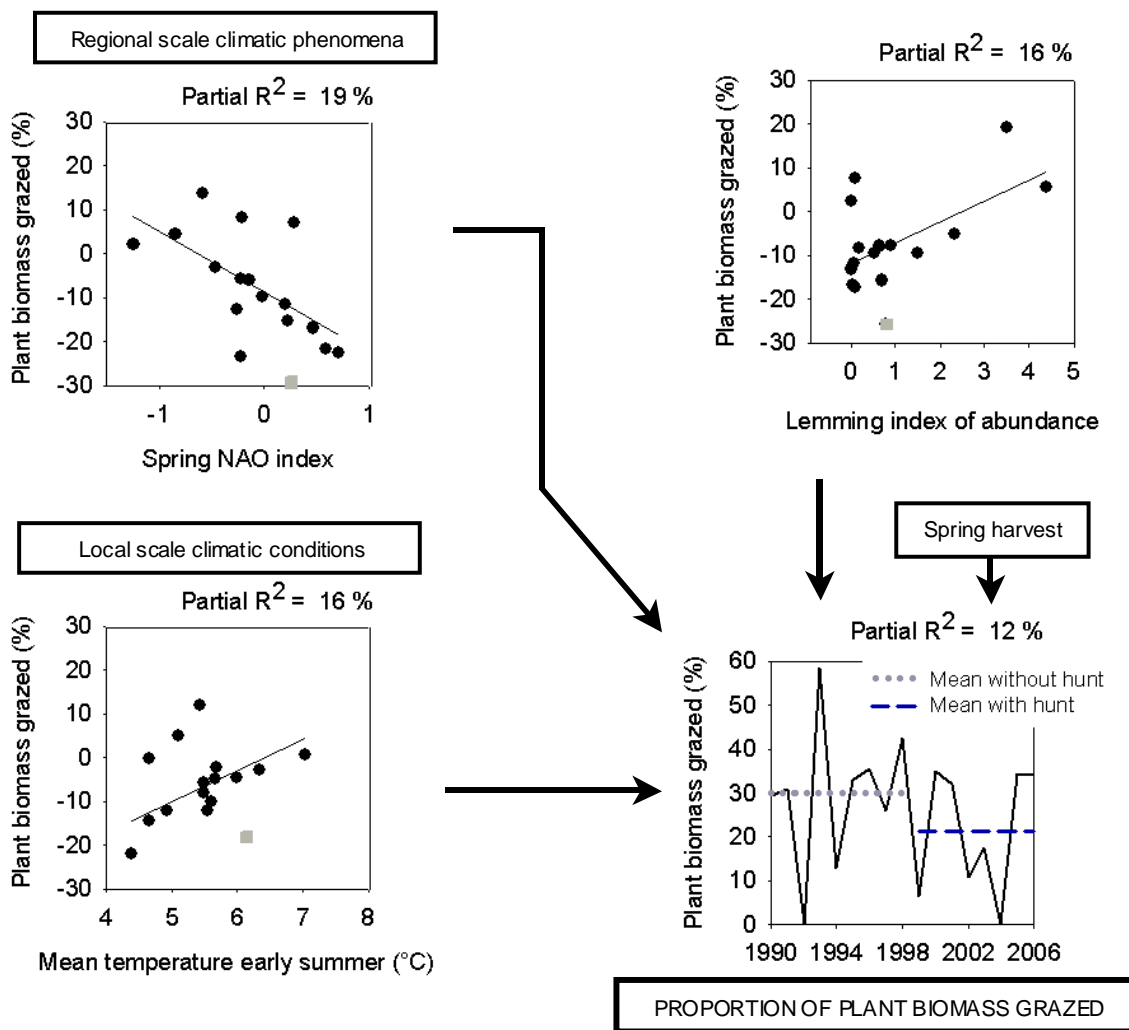 Regional scale climatic phenomena
Partial R2 = 19 %
Plant biomass grazed (%)
30
20
10
0
-10
-20
-30
-1 0 1
Spring NAO index
Partial R2 = 16 %
Plant biomass grazed (%)
30
20
10
0
-10
-20
-30
0 1 2 3 4 5
Lemming index of abundance
Local scale climatic conditions
Partial R2 = 16 %
Plant biomass grazed (%)
30
20
10
0
-10
-20
-30
4 5 6 7 8
Mean temperature early summer (°C)
Spring harvest
Partial R2 = 12 %
Plant biomass grazed (%)
60
50
40
30
20
10
0
Mean without hunt
Mean with hunt
1990 1994 1998 2002 2006
PROPORTION OF PLANT BIOMASS GRAZED